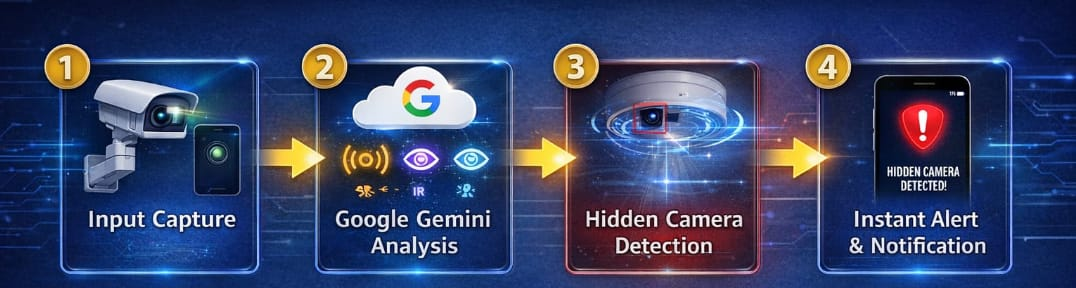 1
2
3
4
G
IR
HIDDEN CAMERA
DETECTED!
Input Capture
Google Gemini
Analysis
Hidden Camera
Detection
Instant Alert
& Notification